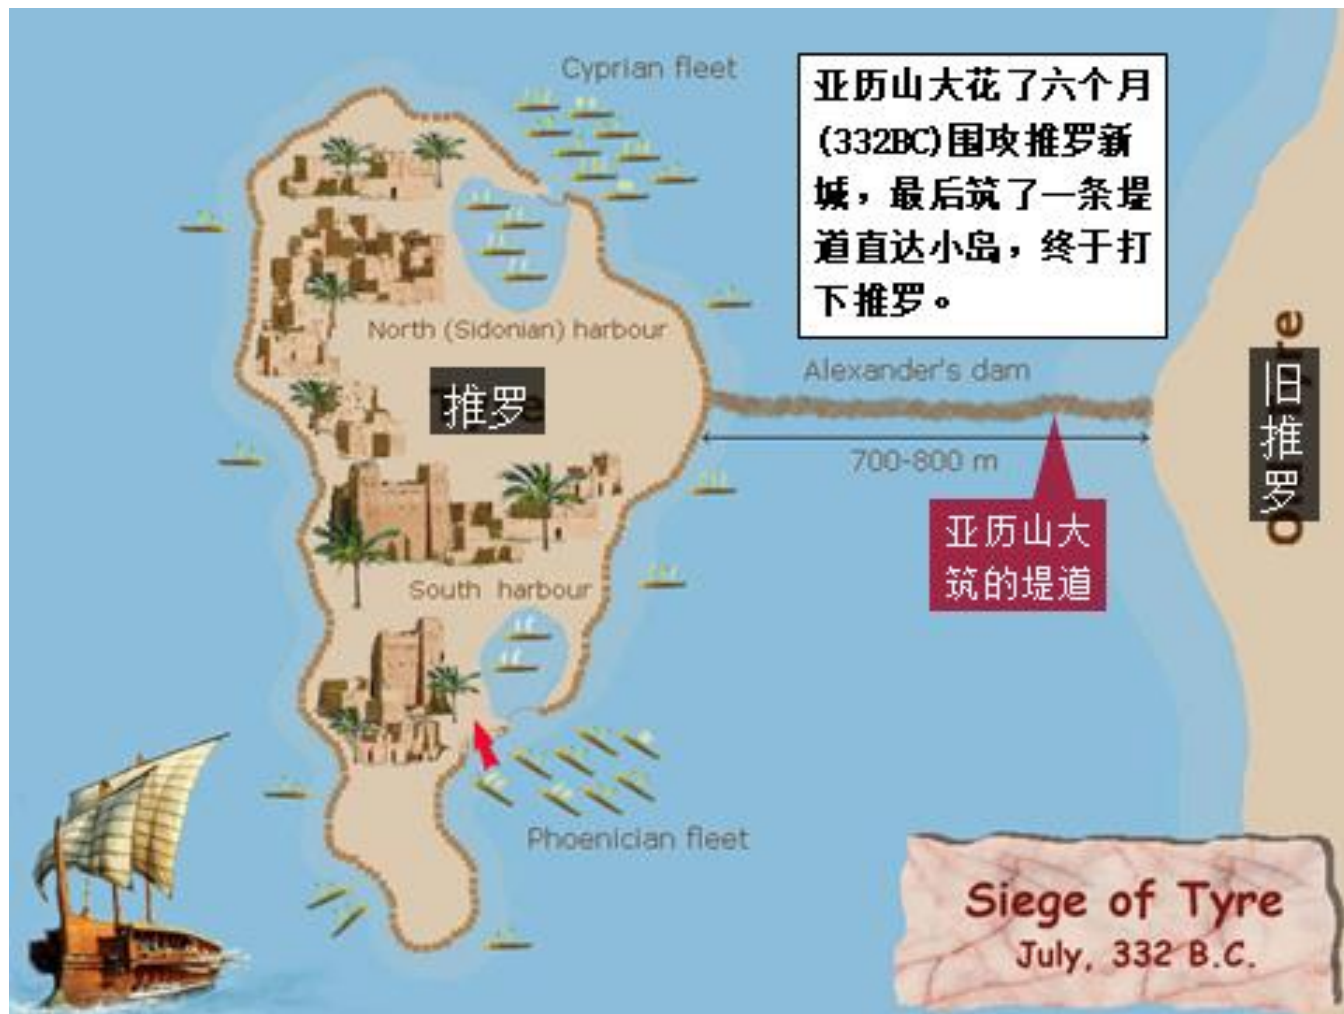 Cyprian fleet
亚历山大花了六个月
(332BC)围攻推罗新
城，最后筑了一条堤
道直达小岛，终于打
下推罗。
North (Sidonian) harbour
推罗
Alexander's dam
700-800 m
旧推罗
亚历山大
筑的堤道
South harbour
Phoenician fleet
Siege of Tyre
July, 332 B.C.